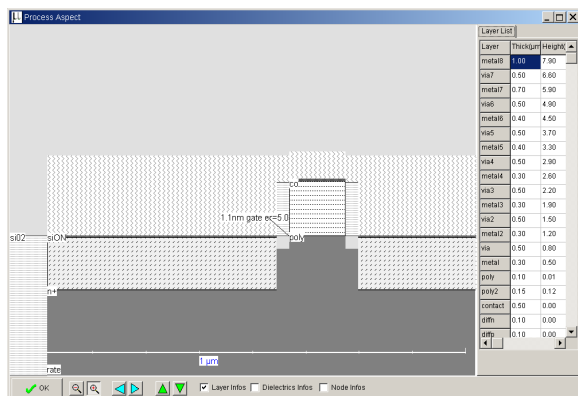 Process Aspect
Layer List
Layer Thick(µm Height(
metal8 1.00 7.90
via7 0.50 6.60
metal7 0.70 5.90
via6 0.50 4.90
metal6 0.40 4.50
via5 0.50 3.70
metal5 0.40 3.30
via4 0.50 2.90
metal4 0.30 2.60
via3 0.50 2.20
metal3 0.30 1.90
via2 0.50 1.50
metal2 0.30 1.20
via 0.50 0.80
metal 0.30 0.50
poly 0.10 0.01
poly2 0.15 0.12
contact 0.50 0.00
diffn 0.10 0.00
diffp 0.10 0.00
co
1.1nm gate er=5.0
si02 siON poly
n+
1 µm
rate
OK Layer Infos Dielectrics Infos Node Infos